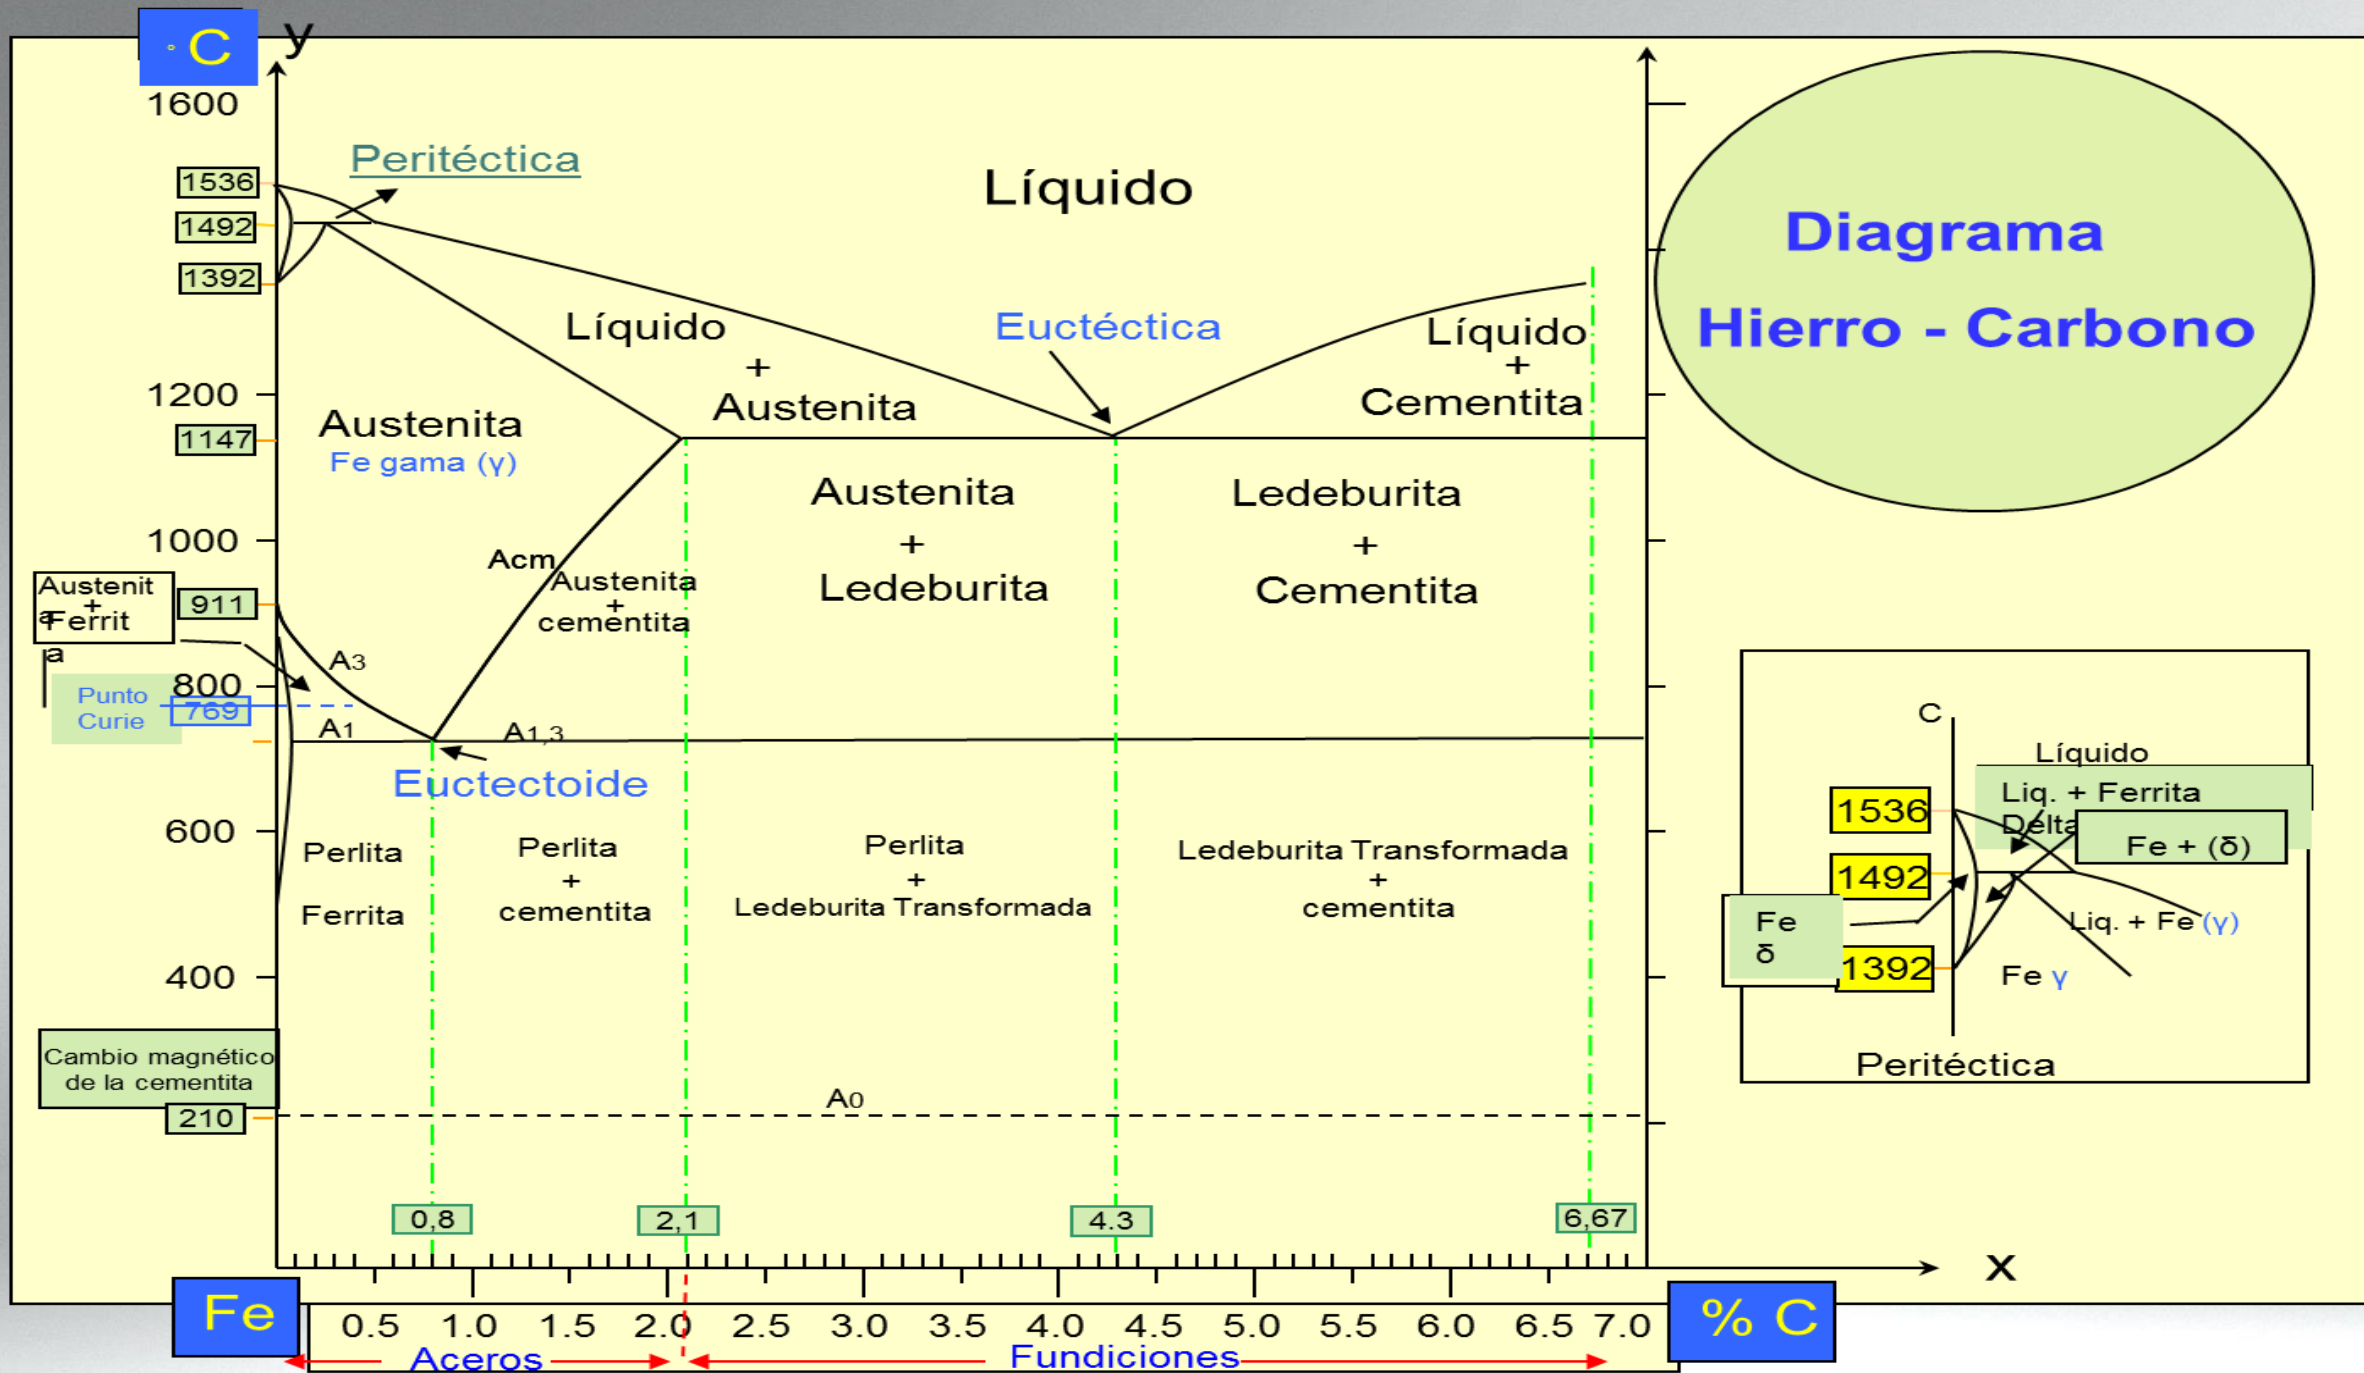 ° C
y
1600
1536
1492
1392
1200
1147
1000
911
800
769
600
400
210
Peritéctica
Líquido
Líquido
+
Austenita
Euctéctica
Líquido
+
Cementita
Diagrama
Hierro - Carbono
Austenita
Fe gama (γ)
Acm
Austenita
+
cementita
Austenita
+
Ledeburita
Ledeburita
+
Cementita
Austenit
a +
Ferrit
a
A3
Punto
Curie
A1
A1,3
Euctectoide
Perlita
Ferrita
Perlita
+
cementita
Perlita
+
Ledeburita Transformada
Ledeburita Transformada
+
cementita
Cambio magnético
de la cementita
A0
0,8
2,1
4.3
6,67
x
Fe
0.5 1.0 1.5 2.0 2.5 3.0 3.5 4.0 4.5 5.0 5.5 6.0 6.5 7.0
% C
Aceros
Fundiciones
C
Líquido
Liq. + Ferrita
Delta
Fe + (δ)
1536
1492
1392
Fe
δ
Liq. + Fe (γ)
Fe γ
Peritéctica